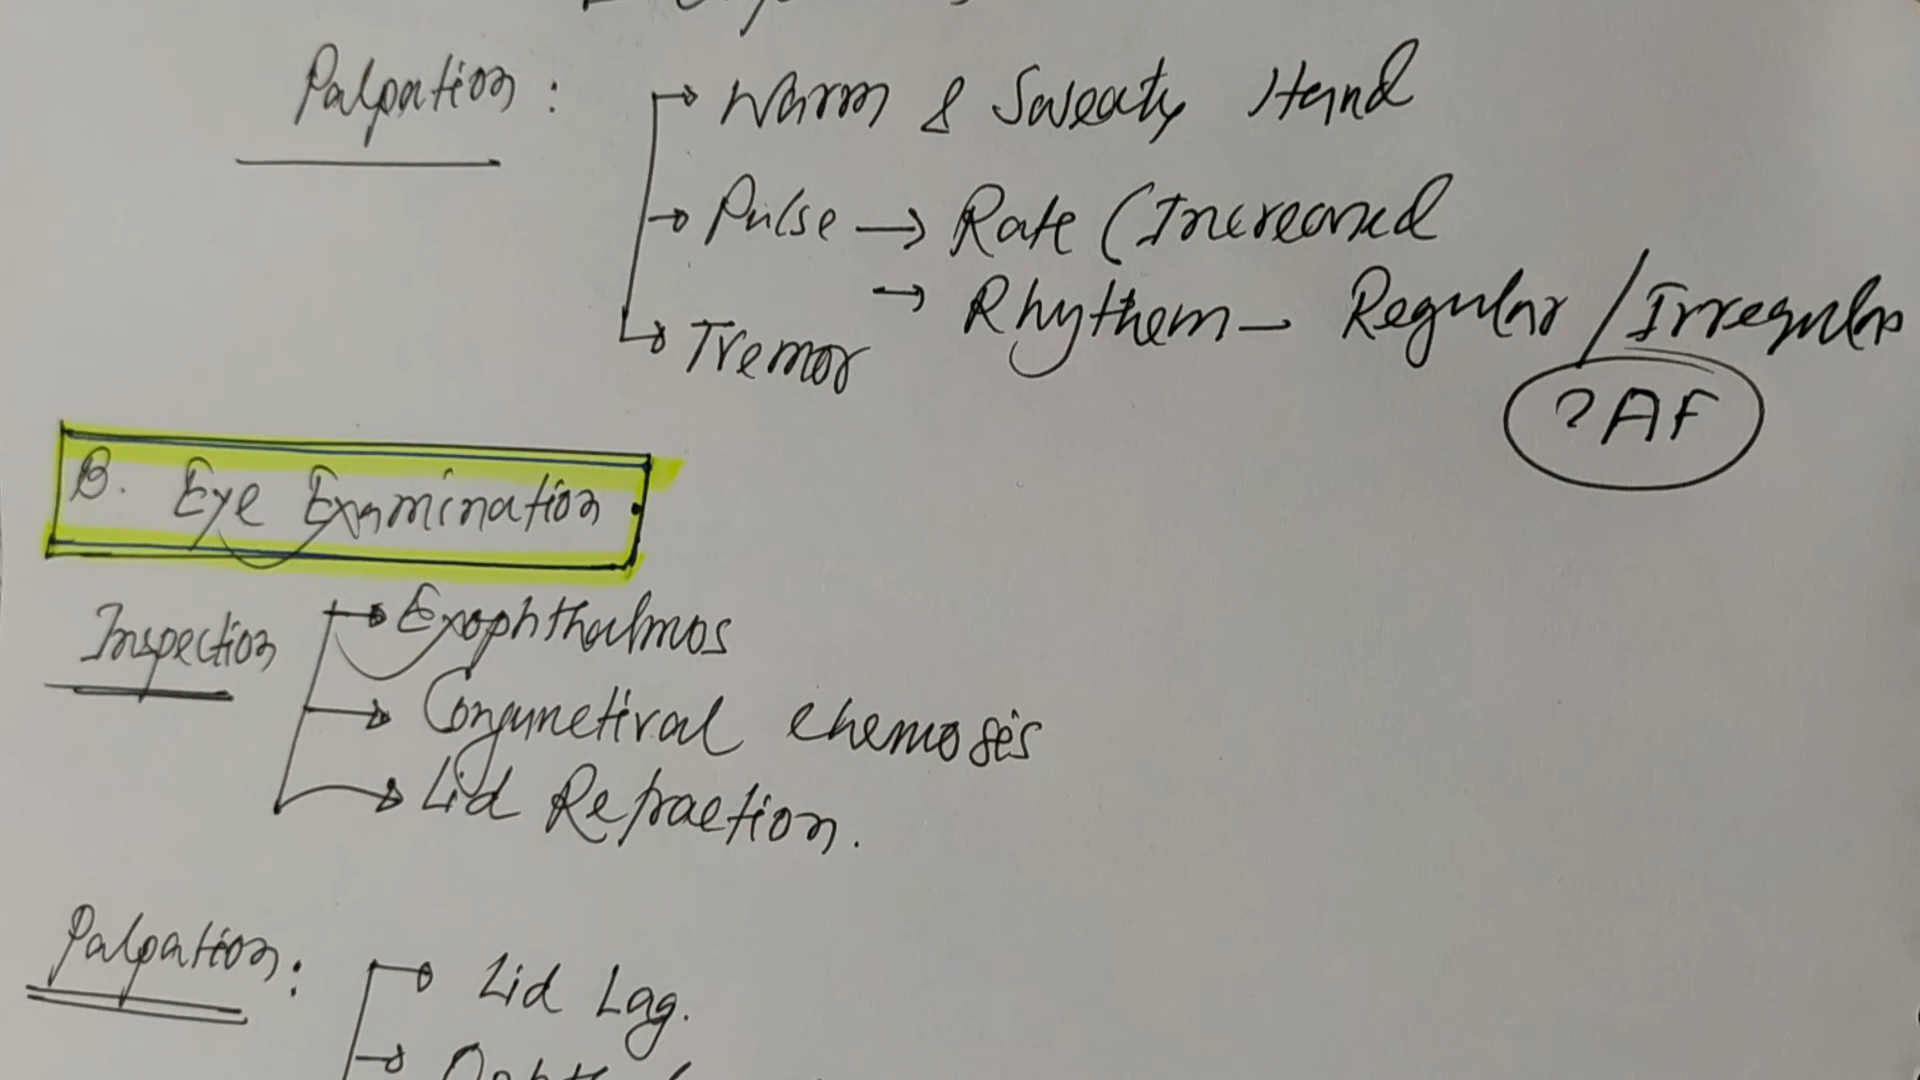 Palpation : → Warm & Sweaty Hand
→ Pulse → Rate (Increased
→ Rhythem - Regular / Irregular
→ Tremor
?AF
B. Eye Examination
Inspection → Exophthalmos
→ Conjunctival chemosis
→ Lid Retraction.
Palpation : → Lid Lag.